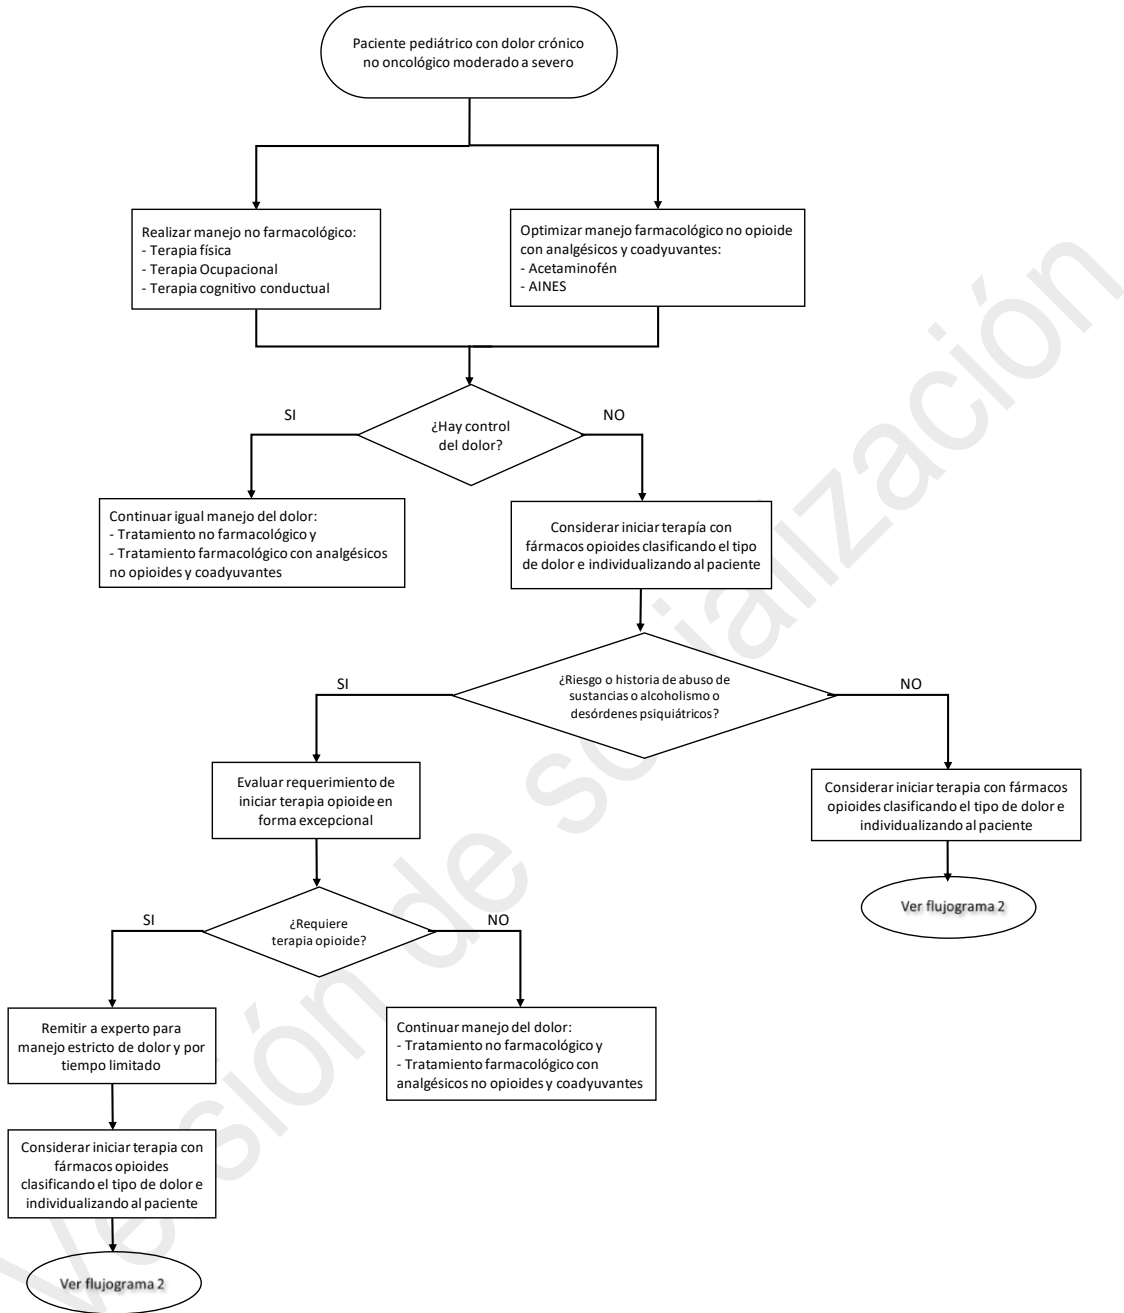 Paciente pediátrico con dolor crónico
no oncológico moderado a severo
Realizar manejo no farmacológico:
- Terapia física
- Terapia Ocupacional
- Terapia cognitivo conductual
Optimizar manejo farmacológico no opioide
con analgésicos y coadyuvantes:
- Acetaminofén
- AINES
¿Hay control
del dolor?
SI
NO
Continuar igual manejo del dolor:
- Tratamiento no farmacológico y
- Tratamiento farmacológico con analgésicos
no opioides y coadyuvantes
Considerar iniciar terapía con
fármacos opioides clasificando el tipo
de dolor e individualizando al paciente
¿Riesgo o historia de abuso de
sustancias o alcoholismo o
desórdenes psiquiátricos?
SI
NO
Evaluar requerimiento de
iniciar terapia opioide en
forma excepcional
Considerar iniciar terapia con fármacos
opioides clasificando el tipo de dolor e
individualizando al paciente
Ver flujograma 2
¿Requiere
terapia opioide?
SI
NO
Remitir a experto para
manejo estricto de dolor y por
tiempo limitado
Continuar manejo del dolor:
- Tratamiento no farmacológico y
- Tratamiento farmacológico con
analgésicos no opioides y coadyuvantes
Considerar iniciar terapia con
fármacos opioides
clasificando el tipo de dolor e
individualizando al paciente
Ver flujograma 2
Versión de socialización